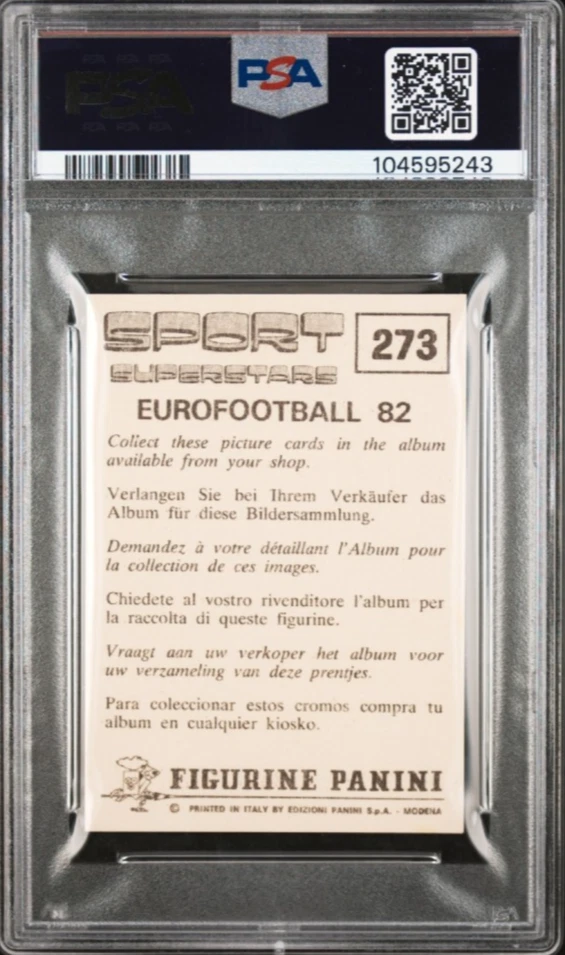 PSA
PSA
104595243
SPORT
SUPERSTARS
273
EUROFOOTBALL 82
Collect these picture cards in the album
available from your shop.
Verlangen Sie bei Ihrem Verkäufer das
Album für diese Bildersammlung.
Demandez à votre détaillant l'Album pour
la collection de ces images.
Chiedete al vostro rivenditore l'album per
la raccolta di queste figurine.
Vraagt aan uw verkoper het album voor
uw verzameling van deze prentjes.
Para coleccionar estos cromos compra tu
album en cualquier kiosko.
FIGURINE PANINI
© PRINTED IN ITALY BY EDIZIONI PANINI S.p.A. - MODENA